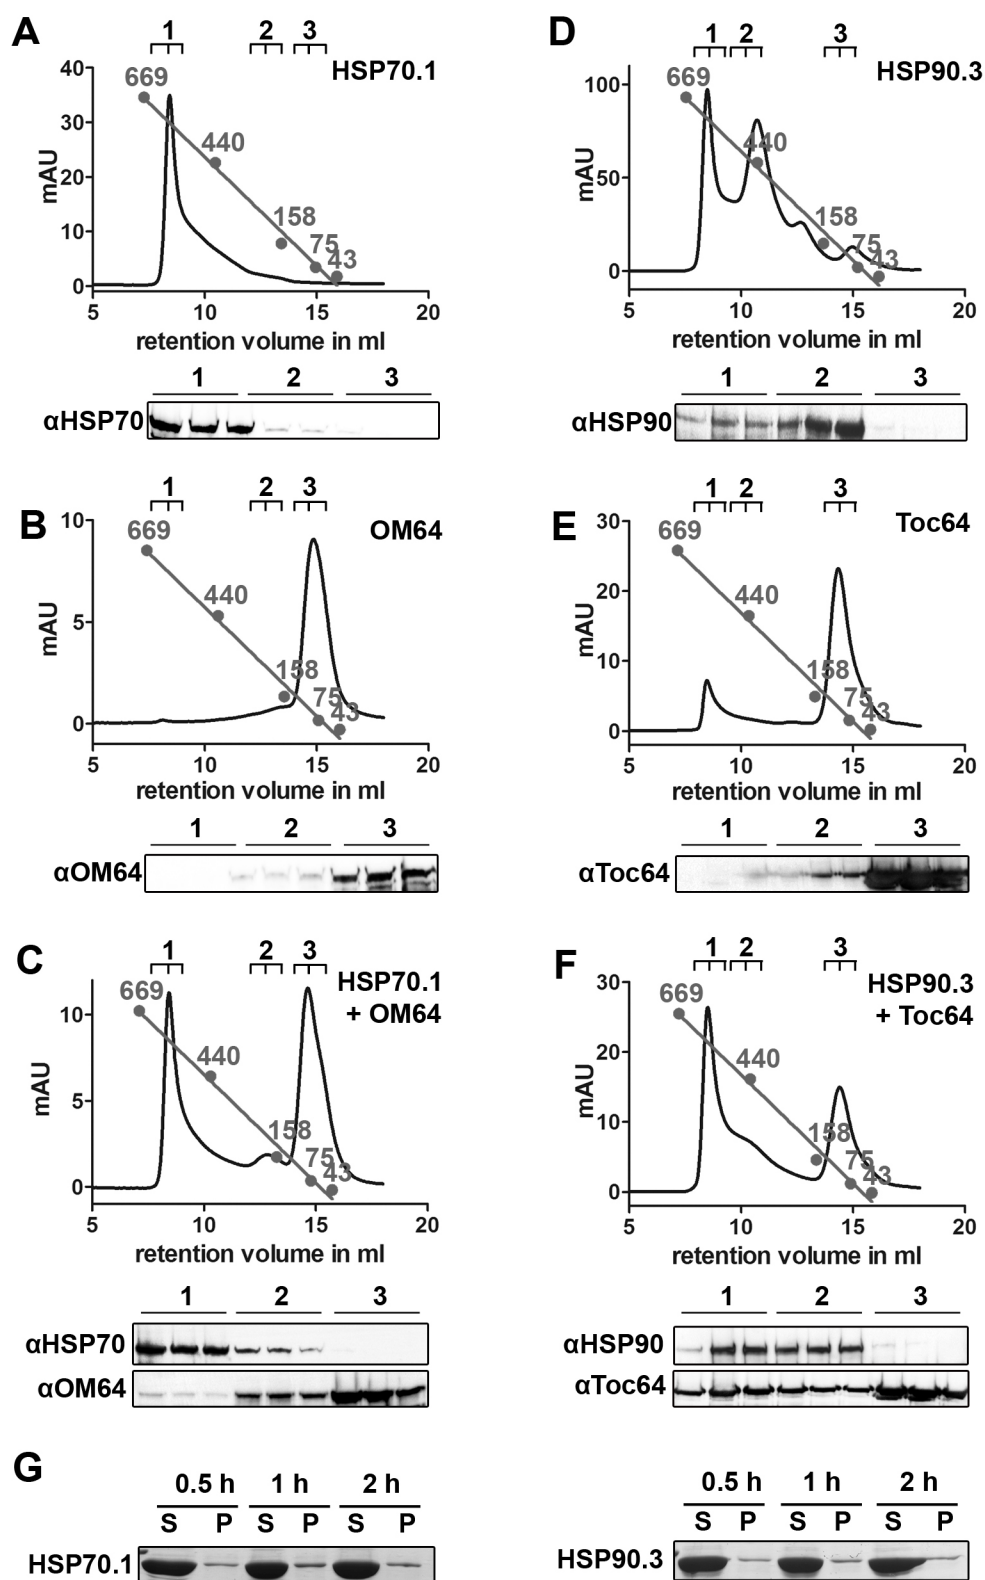 A
1 2 3
HSP70.1
669
440
158
75
43
40
30
20
10
0
mAU
5 10 15 20
retention volume in ml
1 2 3
αHSP70
B
1 2 3
OM64
669
440
158
75
43
10
5
0
mAU
5 10 15 20
retention volume in ml
1 2 3
αOM64
C
1 2 3
HSP70.1
+ OM64
669
440
158
75
43
10
5
0
mAU
5 10 15 20
retention volume in ml
1 2 3
αHSP70
αOM64
D
1 2 3
HSP90.3
669
440
158
75
43
100
50
0
mAU
5 10 15 20
retention volume in ml
1 2 3
αHSP90
E
1 2 3
Toc64
669
440
158
75
43
30
20
10
0
mAU
5 10 15 20
retention volume in ml
1 2 3
αToc64
F
1 2 3
HSP90.3
+ Toc64
669
440
158
75
43
30
20
10
0
mAU
5 10 15 20
retention volume in ml
1 2 3
αHSP90
αToc64
G
0.5 h 1 h 2 h
S P S P S P
HSP70.1
0.5 h 1 h 2 h
S P S P S P
HSP90.3